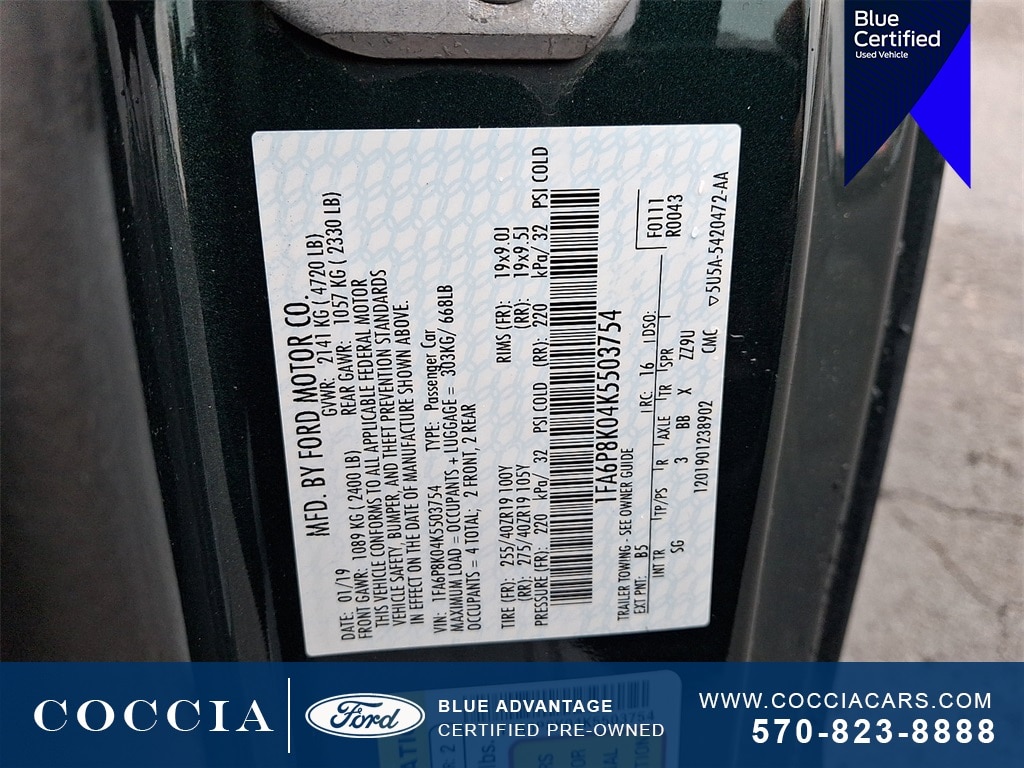 Blue
Certified
Used Vehicle
MFD. BY FORD MOTOR CO.
DATE: 01/19 GVWR: 2141 KG ( 4720 LB)
FRONT GAWR: 1089 KG ( 2400 LB) REAR GAWR: 1057 KG ( 2330 LB)
THIS VEHICLE CONFORMS TO ALL APPLICABLE FEDERAL MOTOR
VEHICLE SAFETY, BUMPER, AND THEFT PREVENTION STANDARDS
IN EFFECT ON THE DATE OF MANUFACTURE SHOWN ABOVE.
VIN: 1FA6P8K04K5503754 TYPE: Passenger Car
MAXIMUM LOAD = OCCUPANTS + LUGGAGE = 303KG/ 668LB
OCCUPANTS = 4 TOTAL; 2 FRONT, 2 REAR
TIRE (FR): 255/40ZR19 100Y RIMS (FR): 19x9.0J
(RR): 275/40ZR19 105Y (RR): 19x9.5J
PRESSURE (FR): 220 kPa/ 32 PSI COLD (RR): 220 kPa/ 32 PSI COLD
1FA6P8K04K5503754
TRAILER TOWING - SEE OWNER GUIDE F0111
EXT PNT: B5 RC: 16 DSO: R0043
INT TR TP/PS R AXLE TR SPR
SG 3 BB X ZZ9U
12019012389​02 CMC ▽5U5A-5420472-AA
COCCIA
Ford
BLUE ADVANTAGE
CERTIFIED PRE-OWNED
WWW.COCCIACARS.COM
570-823-8888